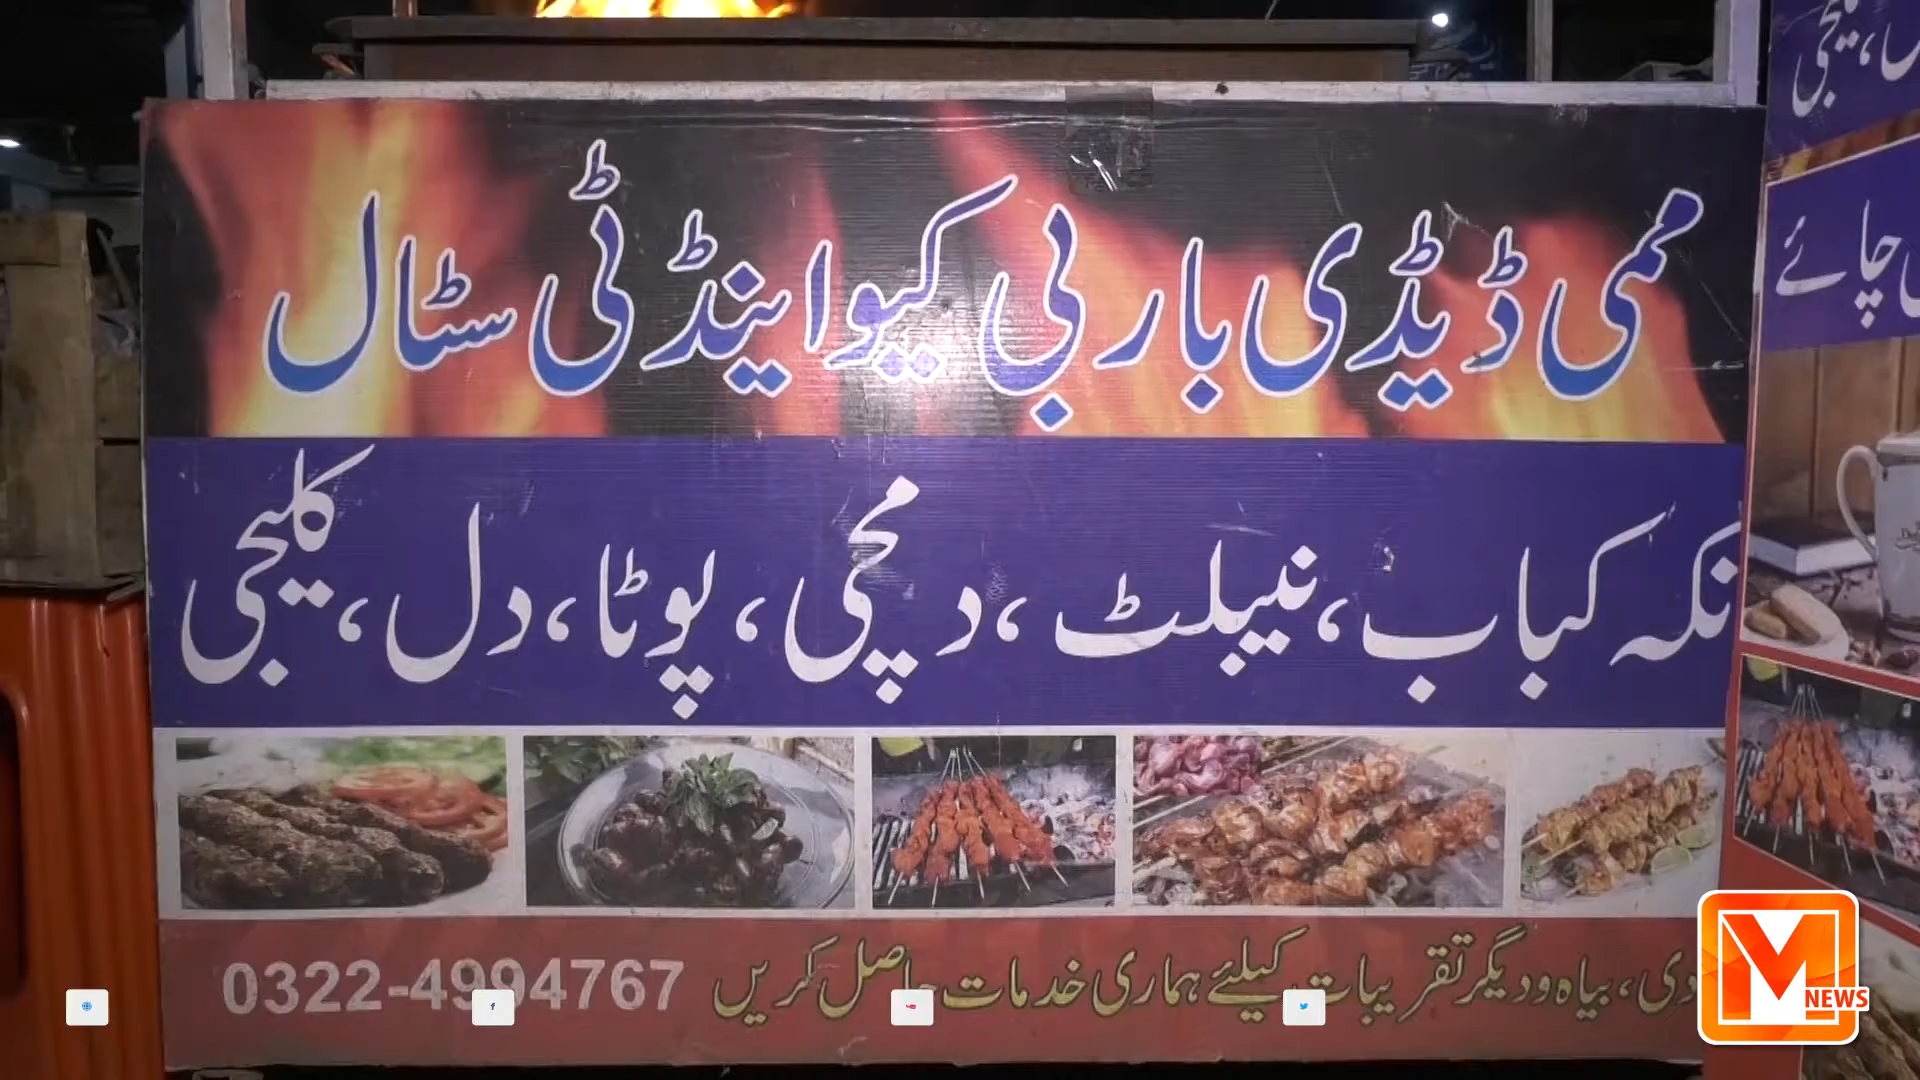 ممی ڈیڈی بار بی کیو اینڈ ٹی سٹال
تکہ کباب، نیپلٹ، دمچی، پوٹا، دل، کلیجی
دی، بیاہ و دیگر تقریبات کیلئے ہماری خدمات حاصل کریں 0322-4994767
چائے
M NEWS